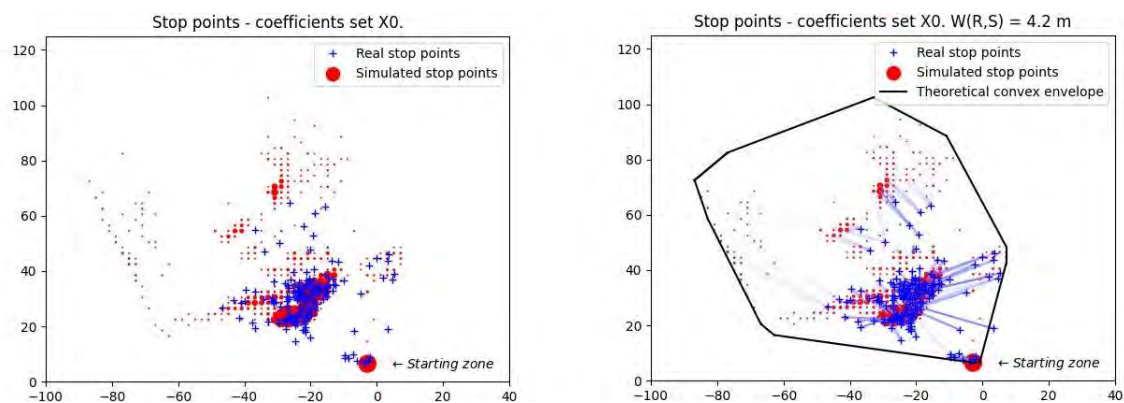 Stop points - coefficients set X0.
Real stop points
Simulated stop points
120
100
80
60
40
20
0
← Starting zone
−100 −80 −60 −40 −20 0 20 40
Stop points - coefficients set X0. W(R,S) = 4.2 m
Real stop points
Simulated stop points
Theoretical convex envelope
120
100
80
60
40
20
0
← Starting zone
−100 −80 −60 −40 −20 0 20 40